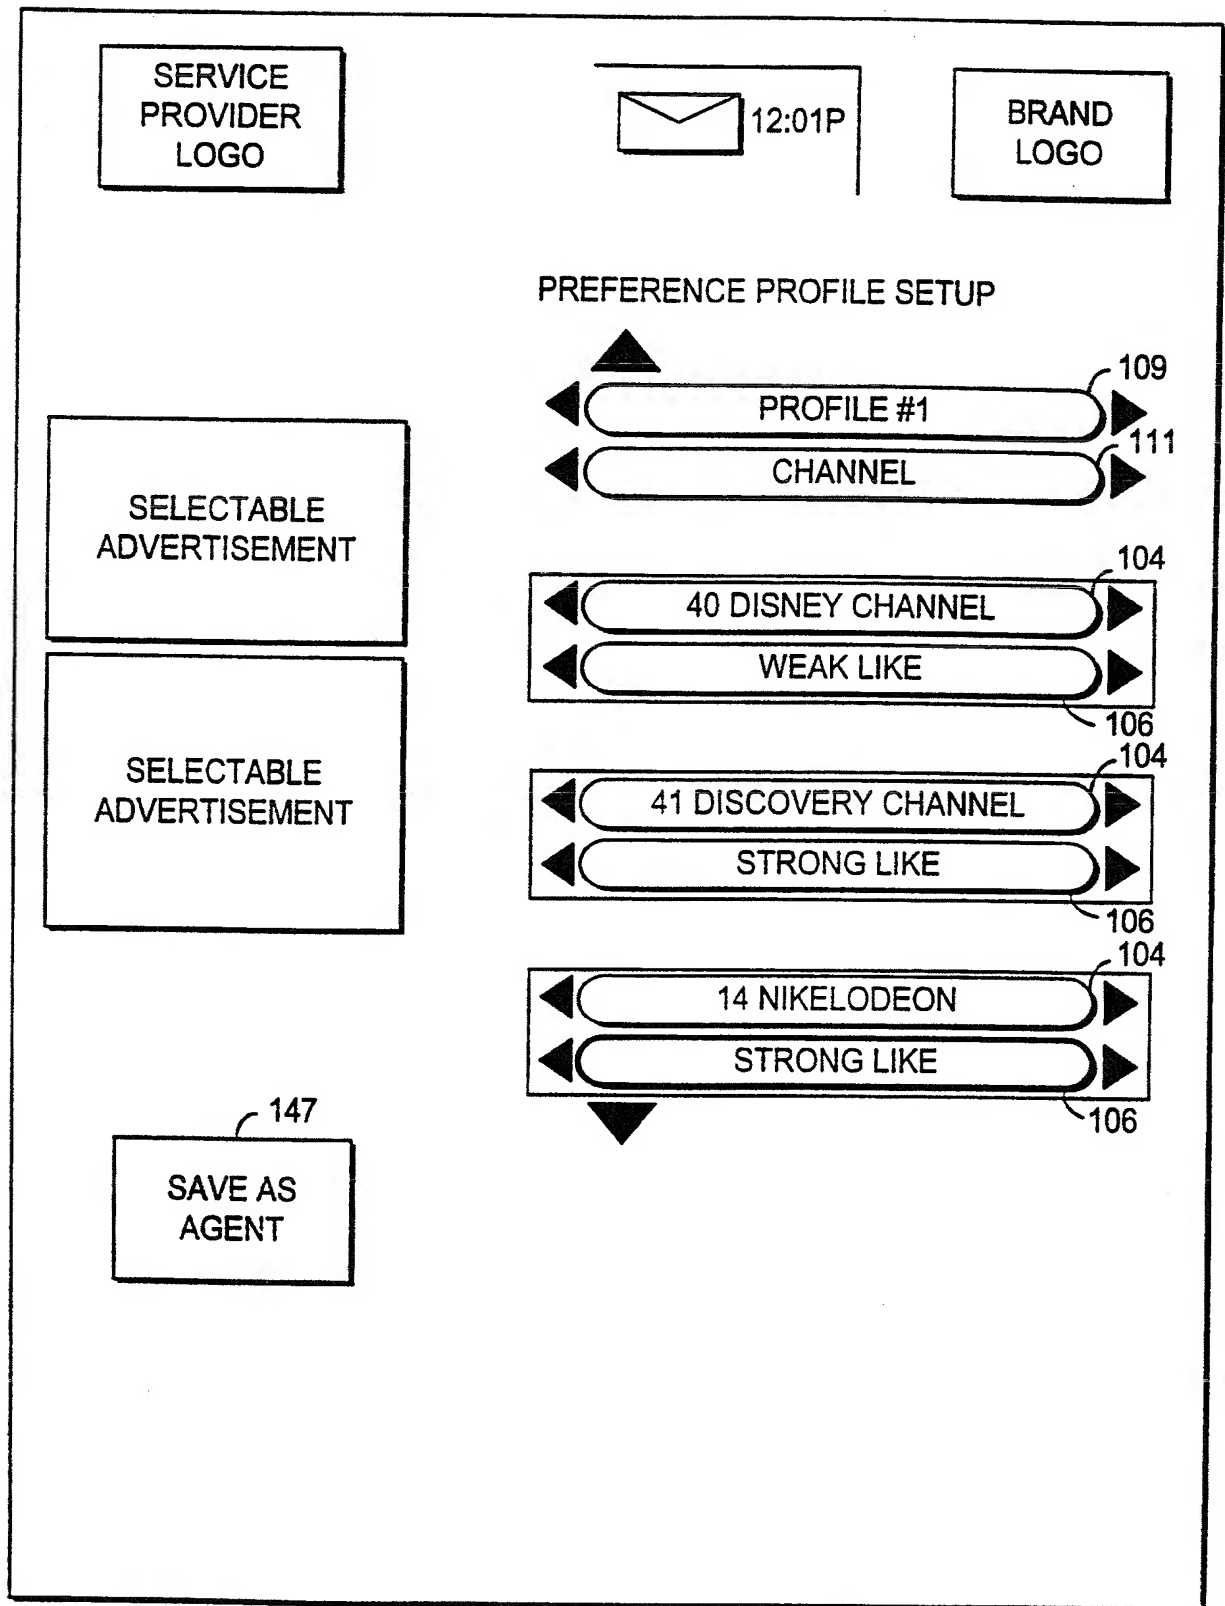 SERVICE
PROVIDER
LOGO
12:01P
BRAND
LOGO
PREFERENCE PROFILE SETUP
109
PROFILE #1
111
CHANNEL
SELECTABLE
ADVERTISEMENT
104
40 DISNEY CHANNEL
WEAK LIKE
106
SELECTABLE
ADVERTISEMENT
104
41 DISCOVERY CHANNEL
STRONG LIKE
106
104
14 NIKELODEON
STRONG LIKE
106
147
SAVE AS
AGENT